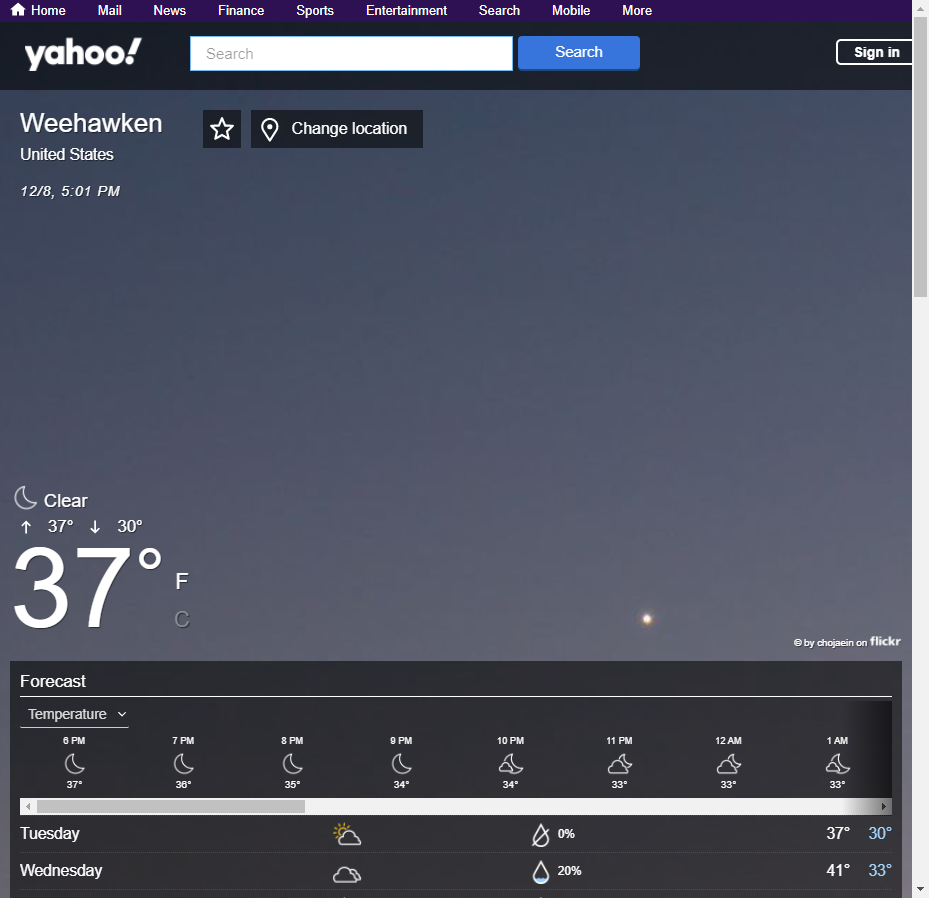 Home Mail News Finance Sports Entertainment Search Mobile More
yahoo! Search Search Sign in
Weehawken Change location
United States
12/8, 5:01 PM
Clear
37° 30°
37° F
C
© by chojaein on flickr
Forecast
Temperature
6 PM 7 PM 8 PM 9 PM 10 PM 11 PM 12 AM 1 AM
37° 36° 35° 34° 34° 33° 33° 33°
Tuesday 0% 37° 30°
Wednesday 20% 41° 33°